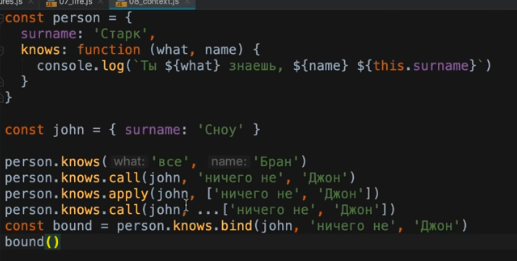 ures.js 07_iife.js 08_context.js
const person = {
surname: 'Старк',
knows: function (what, name) {
console.log(`Ты ${what} знаешь, ${name} ${this.surname}`)
}
}
const john = { surname: 'Сноу' }
person.knows( what: 'все', name: 'Бран')
person.knows.call(john, 'ничего не', 'Джон')
person.knows.apply(john, ['ничего не', 'Джон'])
person.knows.call(john, ...['ничего не', 'Джон'])
const bound = person.knows.bind(john, 'ничего не', 'Джон')
bound()